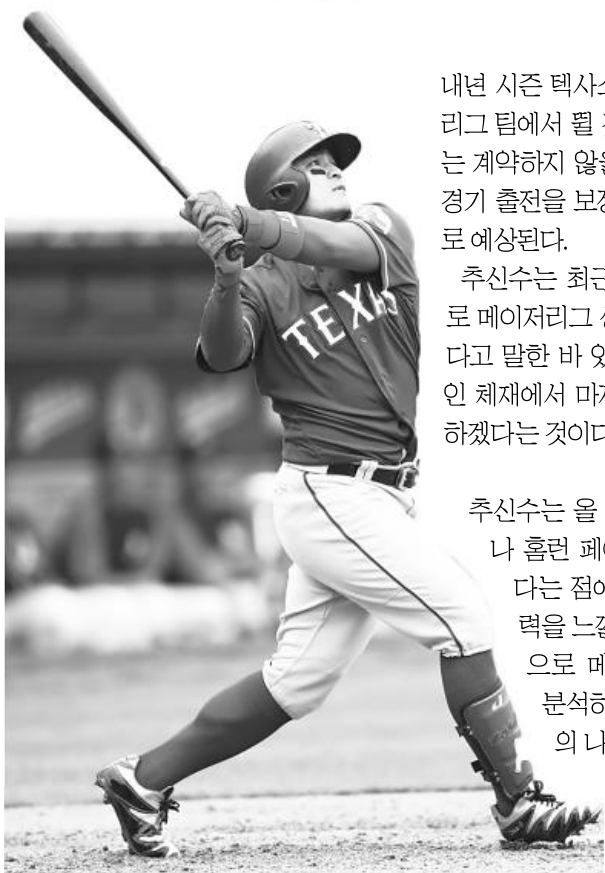 내년 시즌 텍사스
리그 팀에서 뛸
는 계약하지 않을
경기 출전을 보장
로 예상된다.
추신수는 최근
로 메이저리그
다고 말한 바 있
인 체재에서 마지
하겠다는 것이다
추신수는 올
나 홈런 페이
다는 점에
력을 느낄
으로 메
분석하
의 나
TEXAS